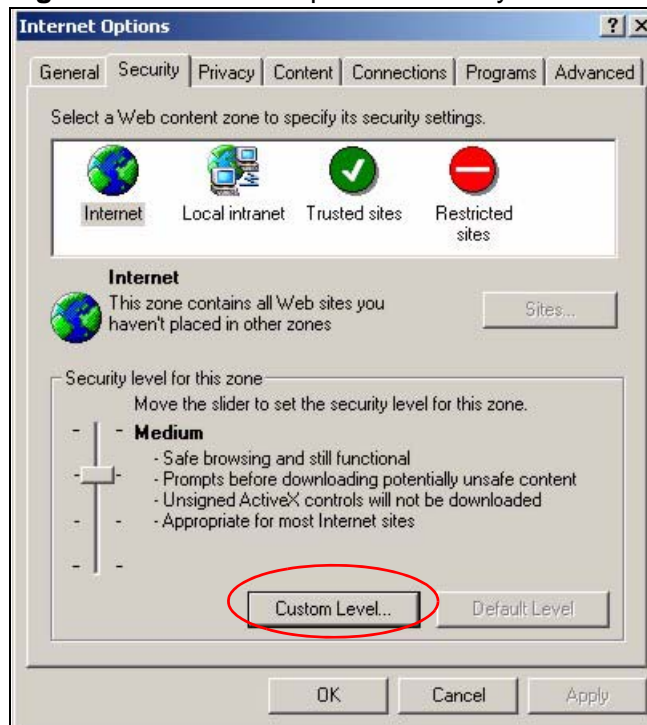 Internet Options
General Security Privacy Content Connections Programs Advanced
Select a Web content zone to specify its security settings.
Internet Local intranet Trusted sites Restricted sites
Internet
This zone contains all Web sites you
haven't placed in other zones
Sites...
Security level for this zone
Move the slider to set the security level for this zone.
Medium
- Safe browsing and still functional
- Prompts before downloading potentially unsafe content
- Unsigned ActiveX controls will not be downloaded
- Appropriate for most Internet sites
Custom Level... Default Level
OK Cancel Apply